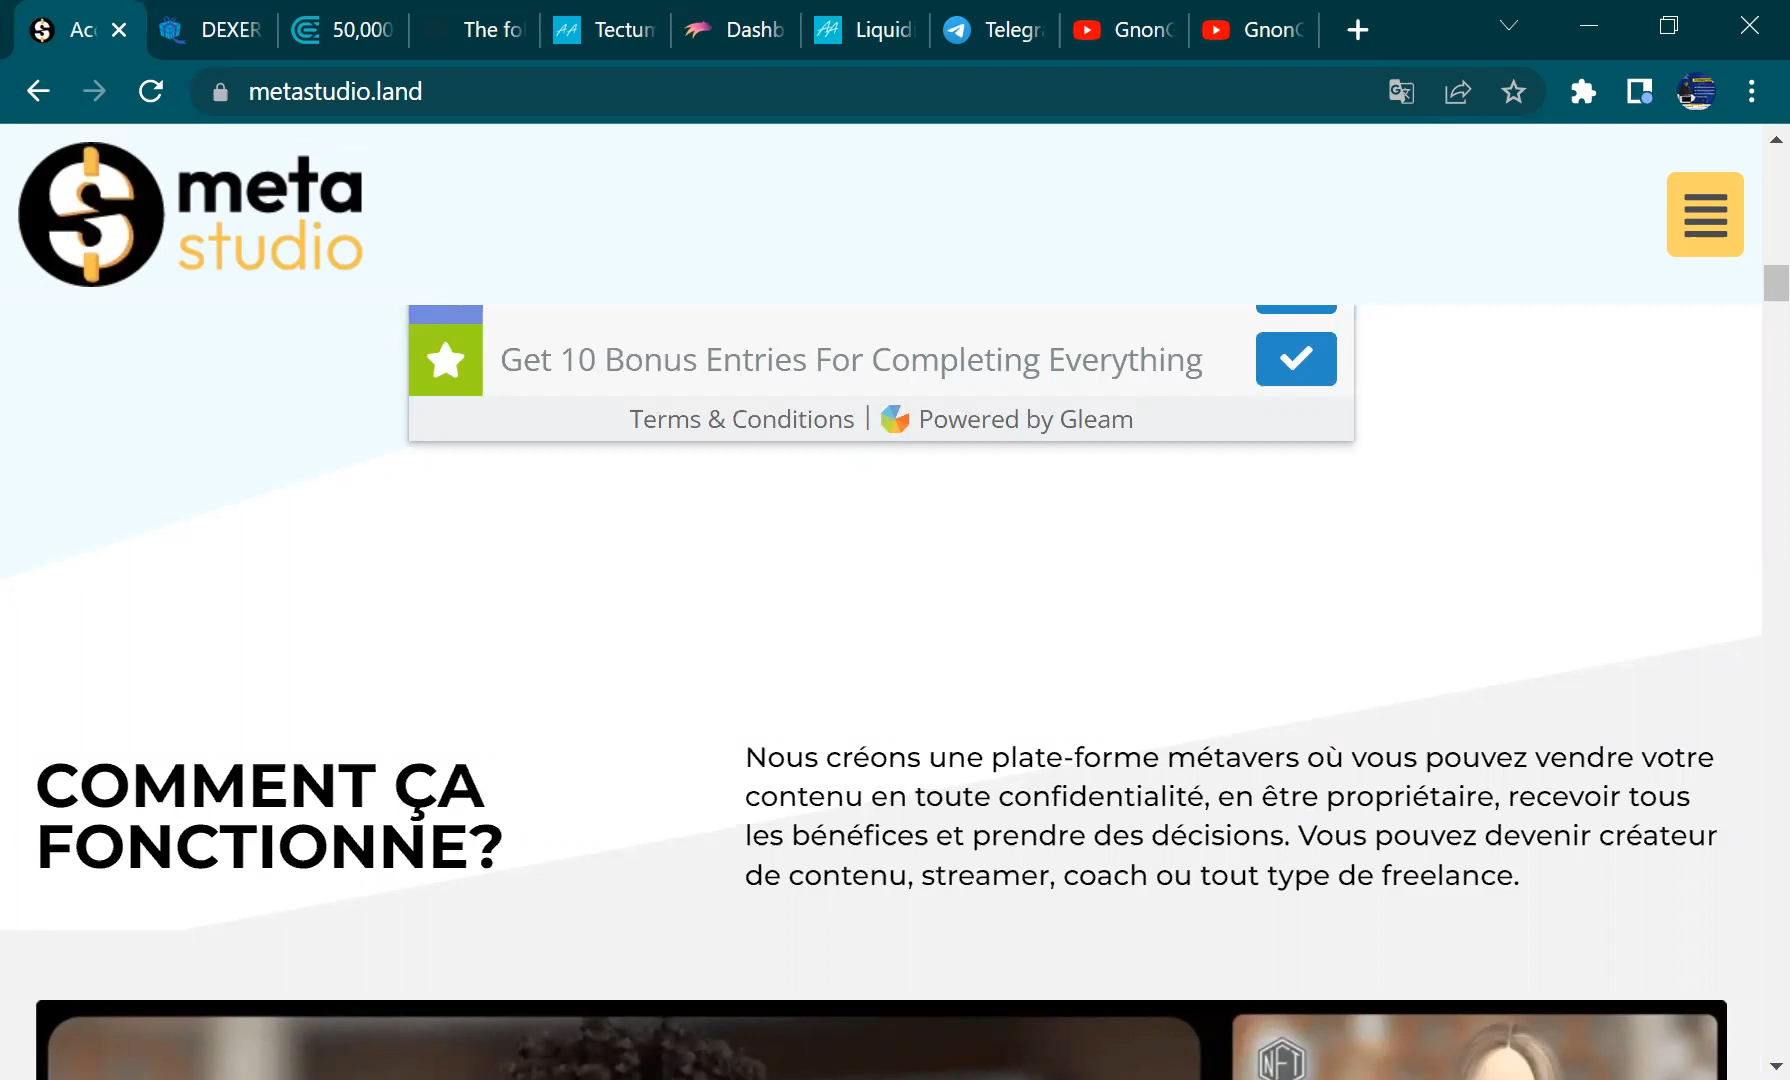 Ac
DEXER
50,000
The fo
Tectum
Dashb
Liquid
Telegr
Gnon
Gnon
metastudio.land
meta
studio
Get 10 Bonus Entries For Completing Everything
Terms & Conditions | Powered by Gleam
COMMENT ÇA
FONCTIONNE?
Nous créons une plate-forme métavers où vous pouvez vendre votre
contenu en toute confidentialité, en être propriétaire, recevoir tous
les bénéfices et prendre des décisions. Vous pouvez devenir créateur
de contenu, streamer, coach ou tout type de freelance.
NFT